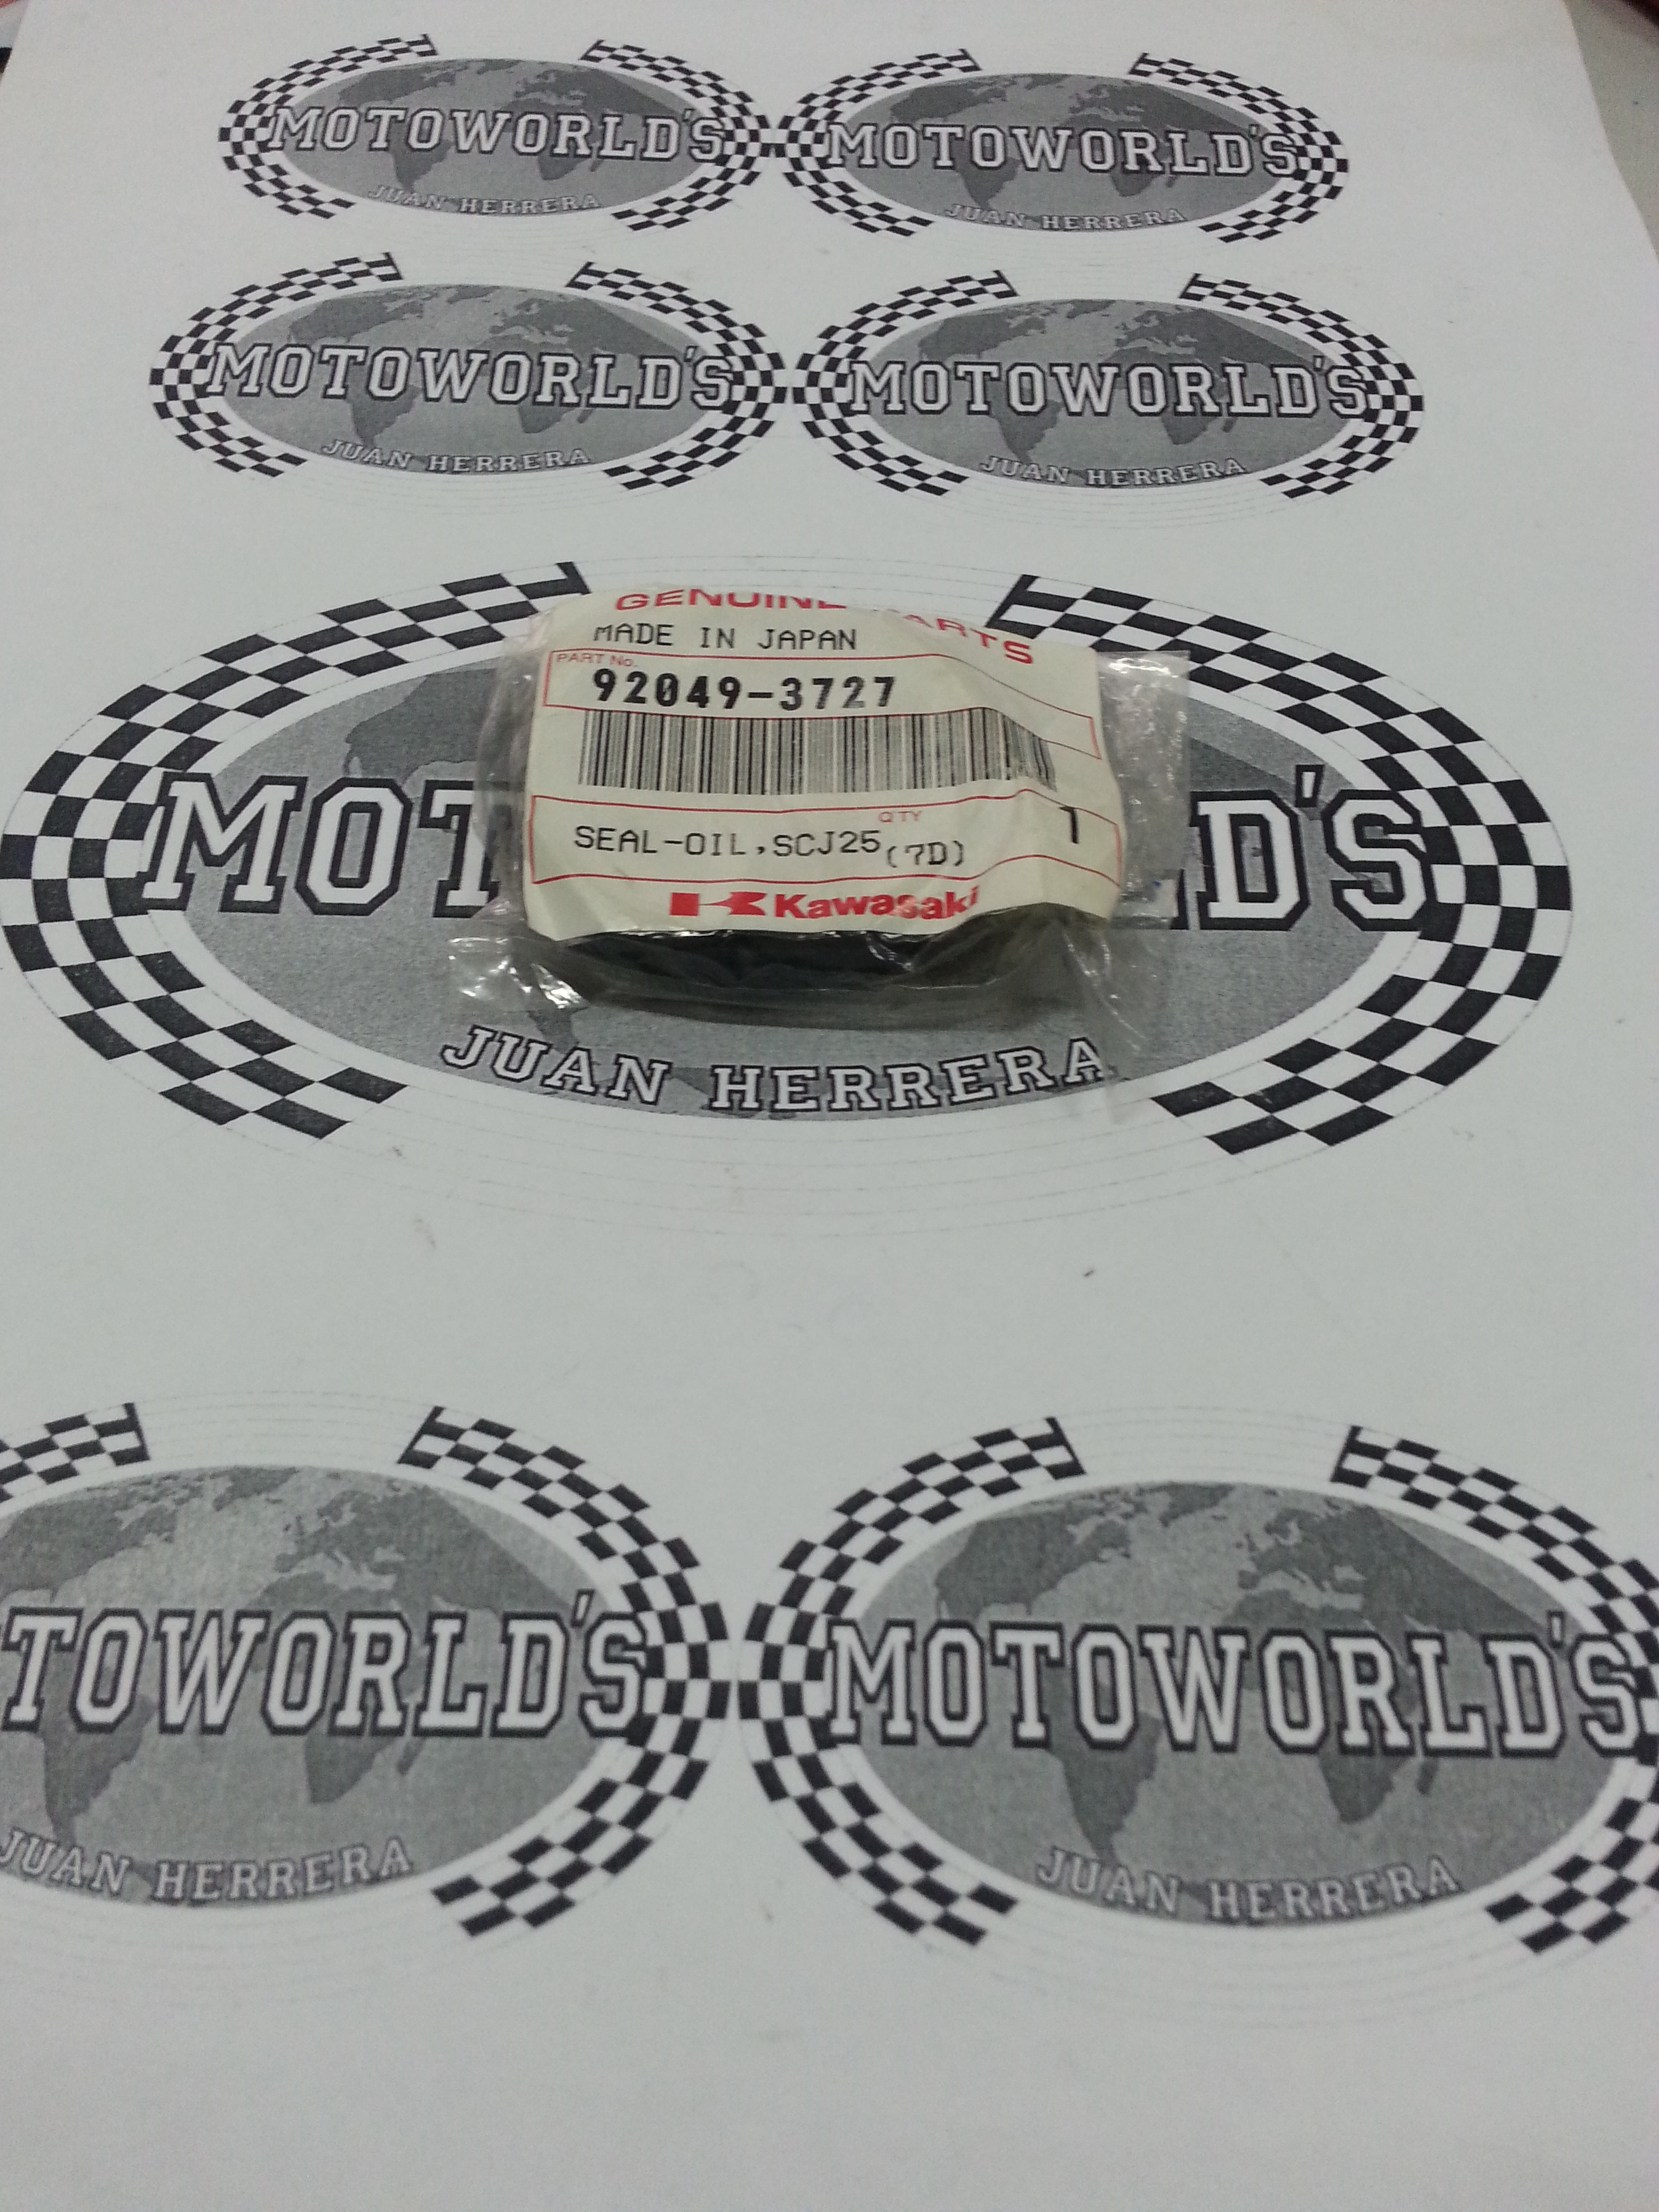 MOTOWORLD'S MOTOWORLD'S
JUAN HERRERA JUAN HERRERA
MOTOWORLD'S MOTOWORLD'S
JUAN HERRERA JUAN HERRERA
GENUINE PARTS
MADE IN JAPAN
PART No.
92049-3727
QTY
SEAL-OIL,SCJ25(7D) 1
Kawasaki
MOT D'S
JUAN HERRERA
TOWORLD'S MOTOWORLD'S
JUAN HERRERA JUAN HERRERA